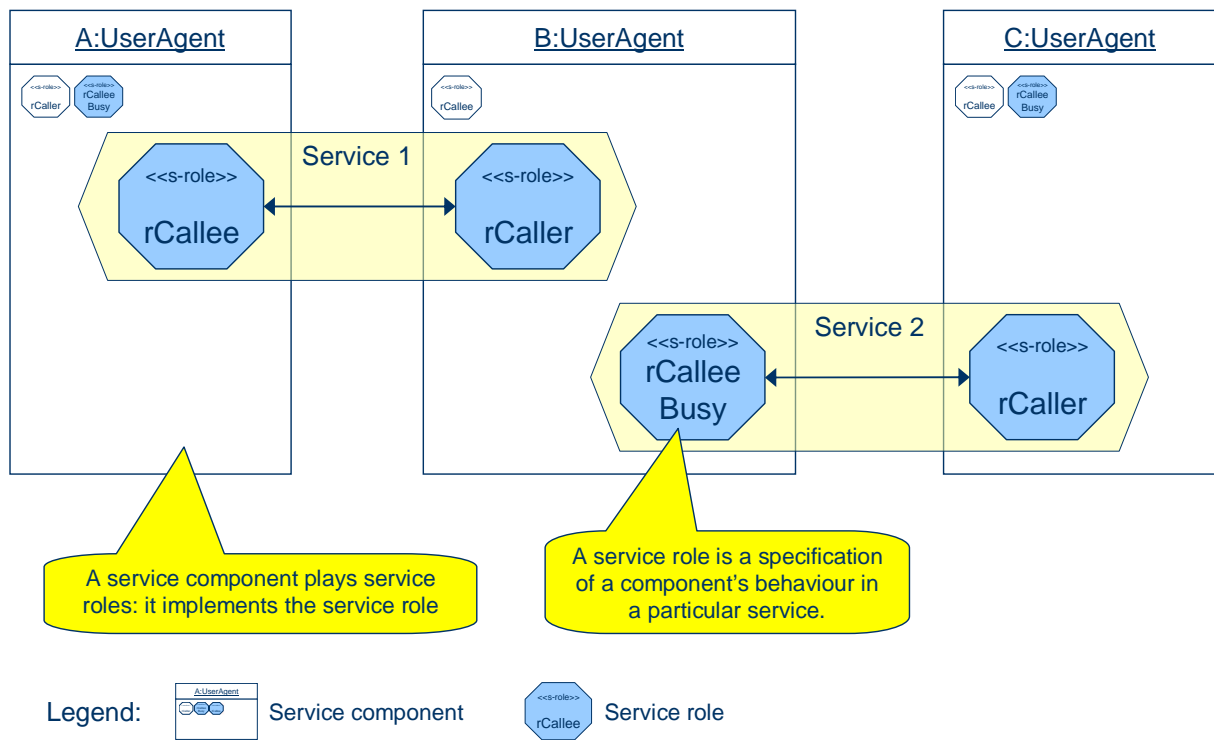 A:UserAgent
B:UserAgent
C:UserAgent
<<s-role>>
rCaller
<<s-role>>
rCallee
Busy
<<s-role>>
rCallee
<<s-role>>
rCallee
<<s-role>>
rCallee
Busy
Service 1
<<s-role>>
rCallee
<<s-role>>
rCaller
Service 2
<<s-role>>
rCallee
Busy
<<s-role>>
rCaller
A service component plays service
roles: it implements the service role
A service role is a specification
of a component's behaviour in
a particular service.
Legend:
A:UserAgent
Service component
<<s-role>>
rCallee
Service role